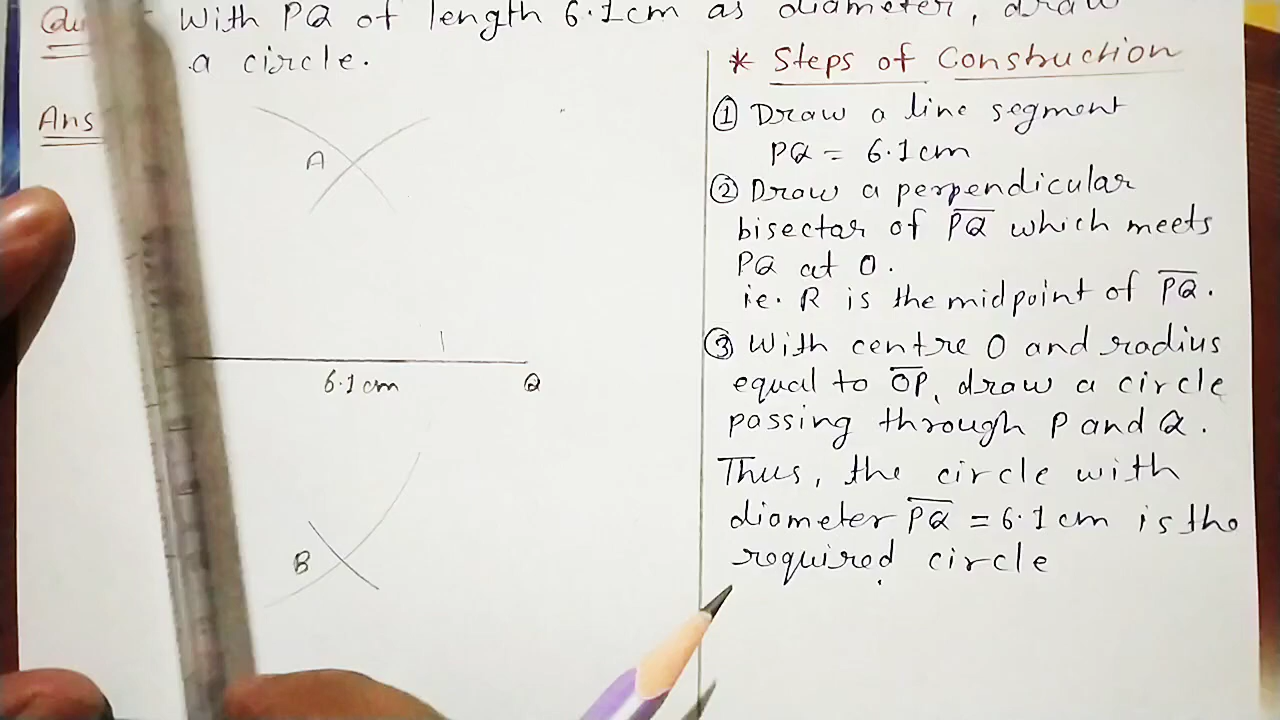 With PQ of length 6.1cm as diameter, draw
a circle.
Ans
A
6.1cm
Q
B
* Steps of Construction
① Draw a line segment
PQ = 6.1cm
② Draw a perpendicular
bisectar of PQ which meets
PQ at O.
ie. R is the midpoint of PQ.
③ With centre O and radius
equal to OP, draw a circle
passing through P and Q.
Thus, the circle with
diameter PQ = 6.1cm is the
required circle